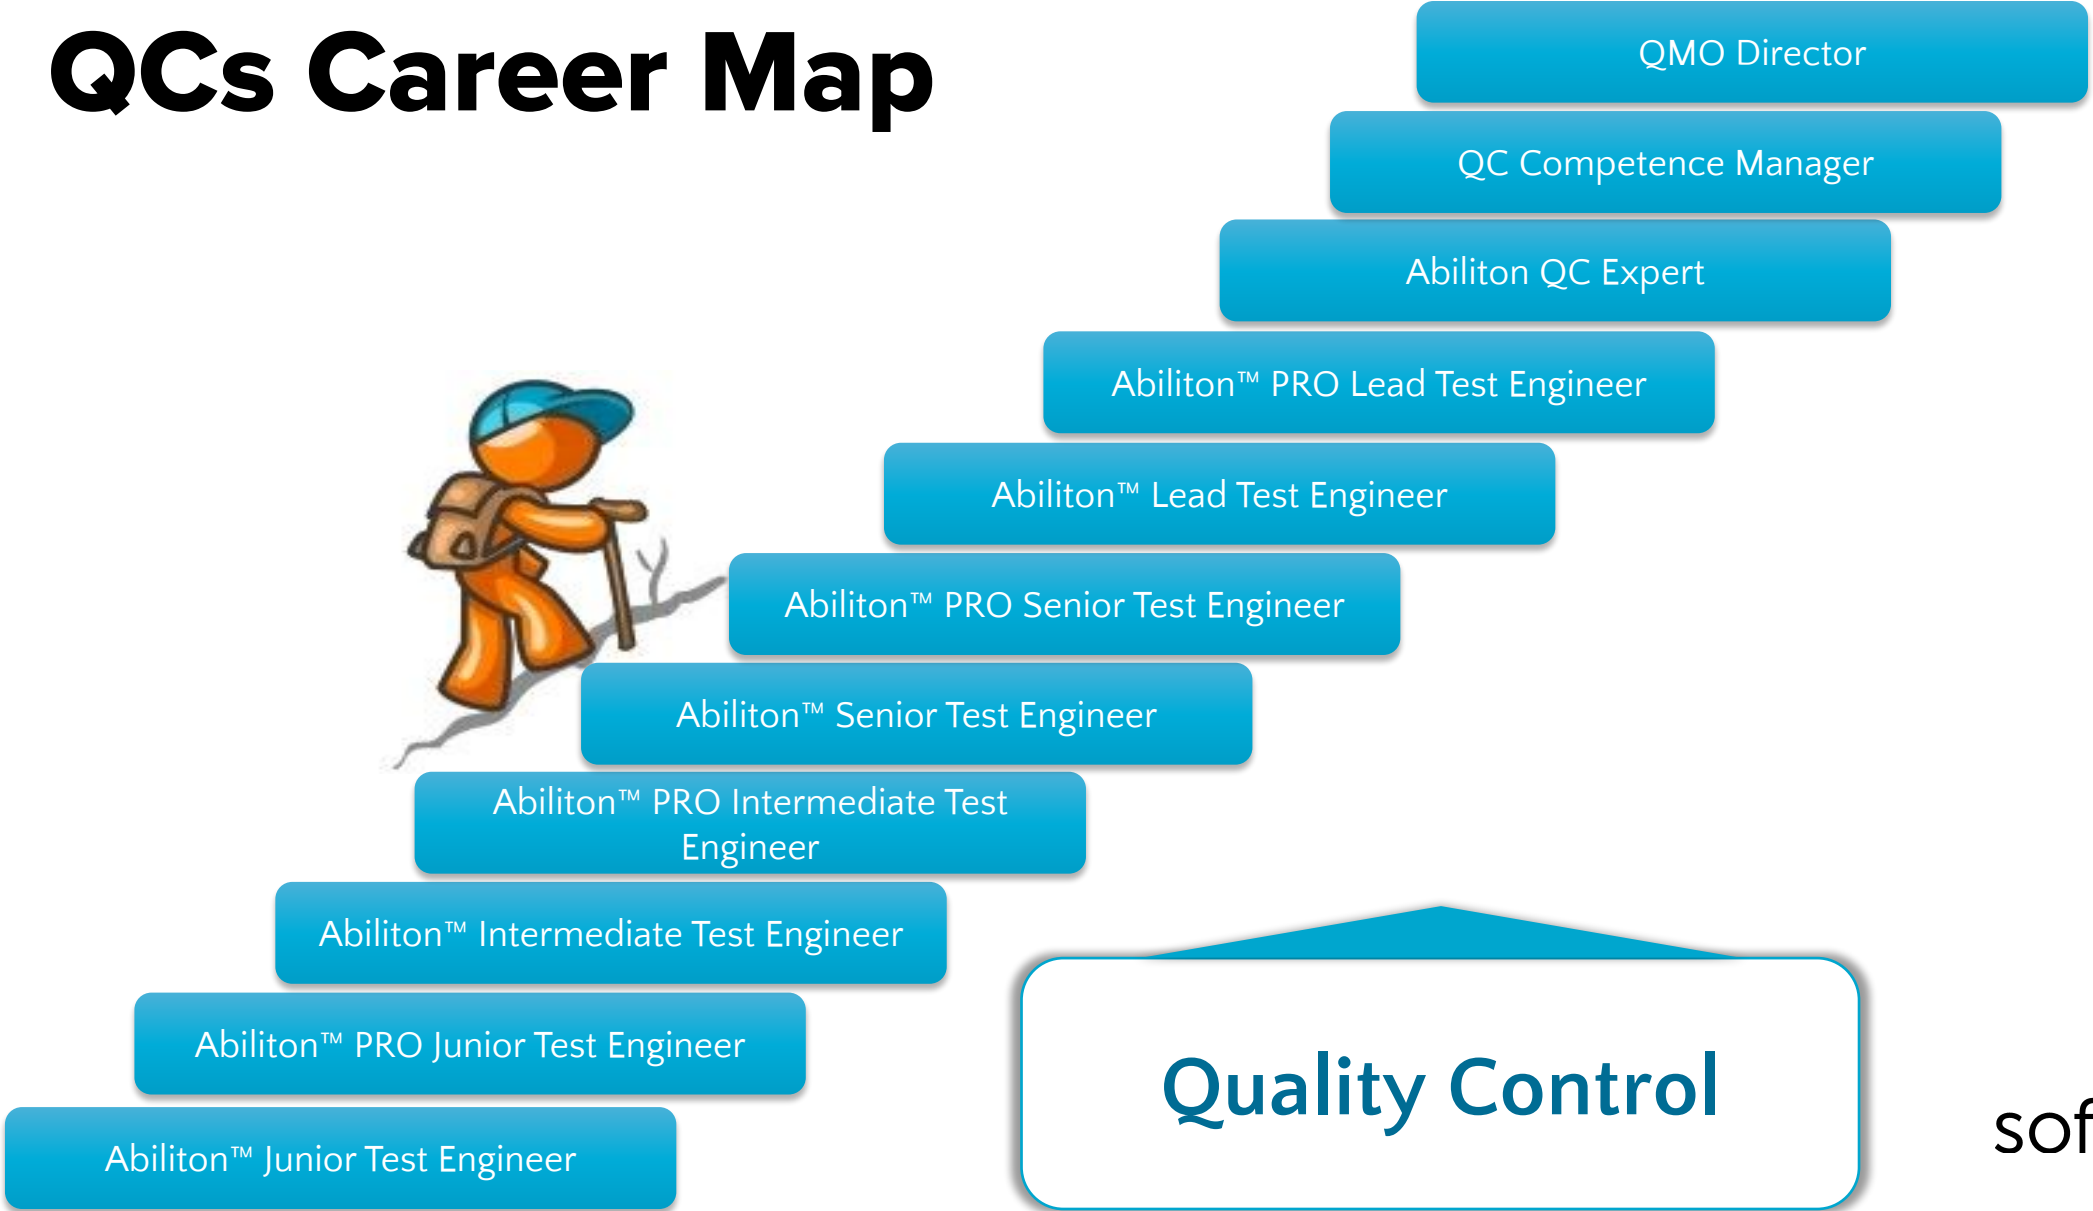 QCs Career Map
QMO Director
QC Competence Manager
Abiliton QC Expert
Abiliton™ PRO Lead Test Engineer
Abiliton™ Lead Test Engineer
Abiliton™ PRO Senior Test Engineer
Abiliton™ Senior Test Engineer
Abiliton™ PRO Intermediate Test
Engineer
Abiliton™ Intermediate Test Engineer
Abiliton™ PRO Junior Test Engineer
Abiliton™ Junior Test Engineer
Quality Control